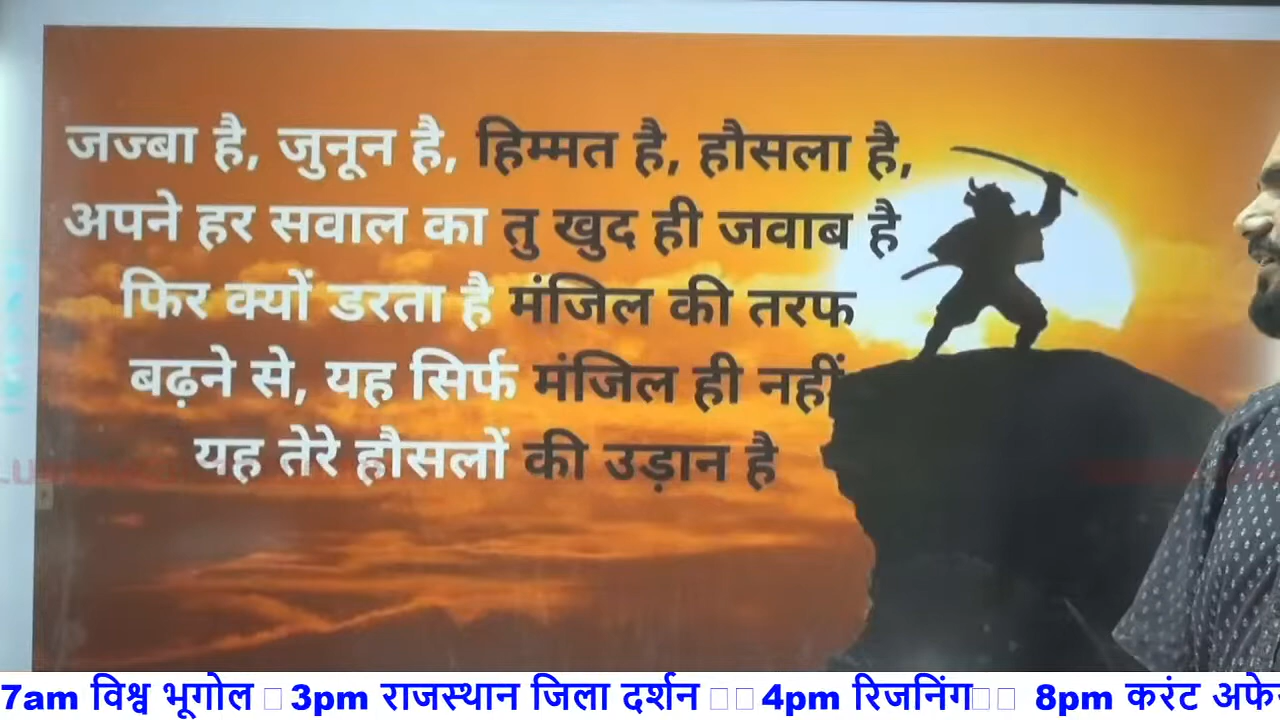 जज्बा है, जुनून है, हिम्मत है, हौसला है,
अपने हर सवाल का तु खुद ही जवाब है
फिर क्यों डरता है मंजिल की तरफ
बढ़ने से, यह सिर्फ मंजिल ही नहीं
यह तेरे हौसलों की उड़ान है
7am विश्व भूगोल 3pm राजस्थान जिला दर्शन 4pm रिजनिंग 8pm करंट